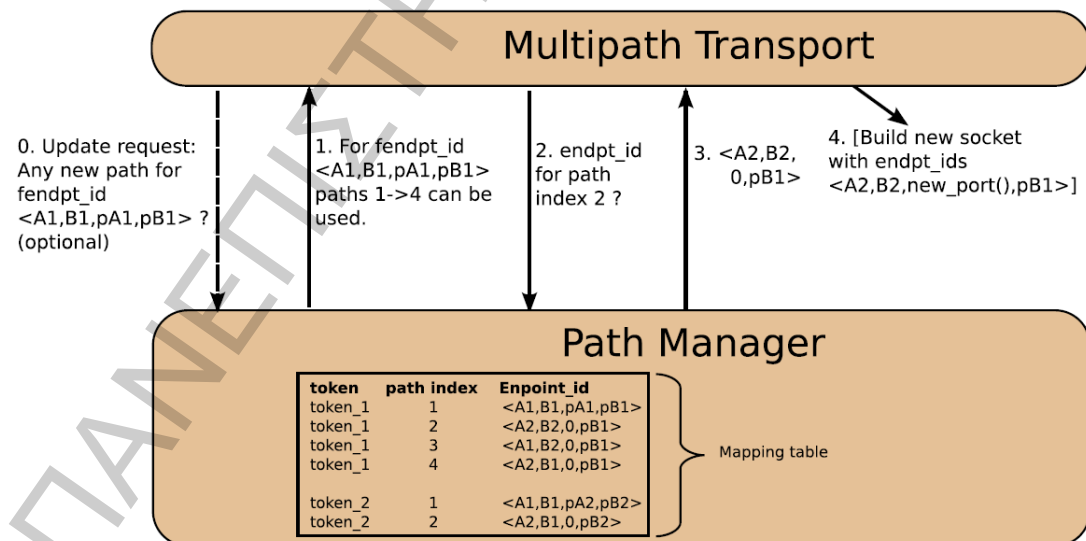 Multipath Transport
0. Update request:
Any new path for
fendpt_id
<A1,B1,pA1,pB1> ?
(optional)
1. For fendpt_id
<A1,B1,pA1,pB1>
paths 1->4 can be
used.
2. endpt_id
for path
index 2 ?
3. <A2,B2,
0,pB1>
4. [Build new socket
with endpt_ids
<A2,B2,new_port(),pB1>]
Path Manager
token path index Enpoint_id
token_1 1 <A1,B1,pA1,pB1>
token_1 2 <A2,B2,0,pB1>
token_1 3 <A1,B2,0,pB1>
token_1 4 <A2,B1,0,pB1>
token_2 1 <A1,B1,pA2,pB2>
token_2 2 <A2,B1,0,pB2>
Mapping table